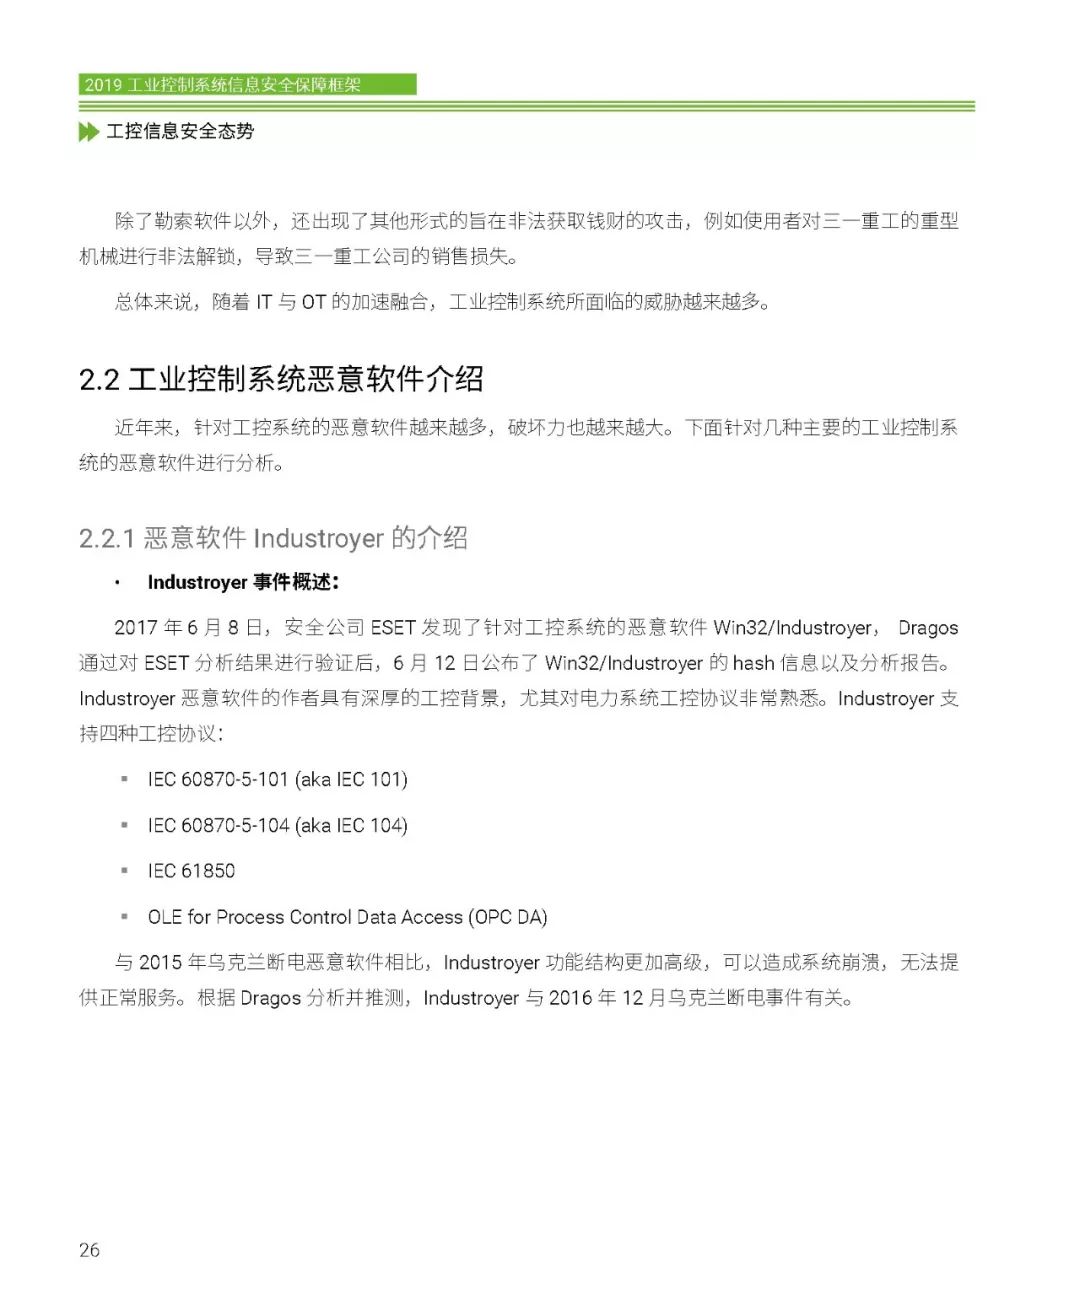 2019 工业控制系统信息安全保障框架
工控信息安全态势
除了勒索软件以外，还出现了其他形式的旨在非法获取钱财的攻击，例如使用者对三一重工的重型
机械进行非法解锁，导致三一重工公司的销售损失。
总体来说，随着 IT 与 OT 的加速融合，工业控制系统所面临的威胁越来越多。
2.2 工业控制系统恶意软件介绍
近年来，针对工控系统的恶意软件越来越多，破坏力也越来越大。下面针对几种主要的工业控制系
统的恶意软件进行分析。
2.2.1 恶意软件 Industroyer 的介绍
• Industroyer 事件概述：
2017 年 6 月 8 日，安全公司 ESET 发现了针对工控系统的恶意软件 Win32/Industroyer， Dragos
通过对 ESET 分析结果进行验证后，6 月 12 日公布了 Win32/Industroyer 的 hash 信息以及分析报告。
Industroyer 恶意软件的作者具有深厚的工控背景，尤其对电力系统工控协议非常熟悉。Industroyer 支
持四种工控协议：
▪ IEC 60870-5-101 (aka IEC 101)
▪ IEC 60870-5-104 (aka IEC 104)
▪ IEC 61850
▪ OLE for Process Control Data Access (OPC DA)
与 2015 年乌克兰断电恶意软件相比，Industroyer 功能结构更加高级，可以造成系统崩溃，无法提
供正常服务。根据 Dragos 分析并推测，Industroyer 与 2016 年 12 月乌克兰断电事件有关。
26